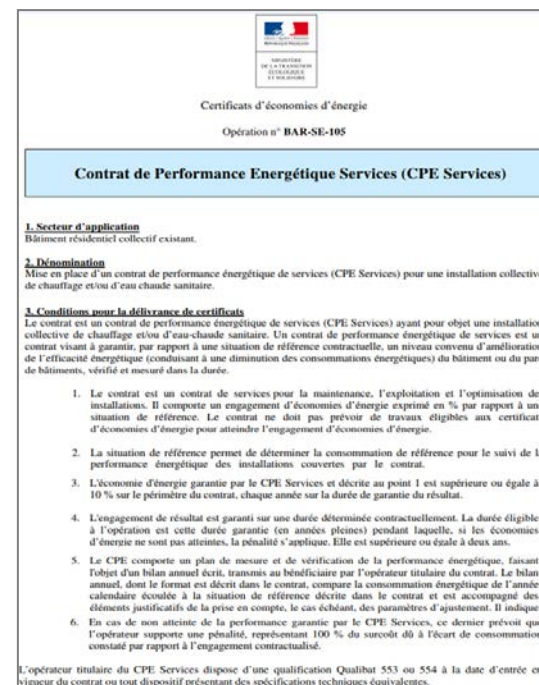 RÉPUBLIQUE FRANÇAISE
MINISTÈRE
DE LA TRANSITION
ÉCOLOGIQUE
ET SOLIDAIRE
Certificats d'économies d'énergie
Opération n° BAR-SE-105
Contrat de Performance Energétique Services (CPE Services)
1. Secteur d'application
Bâtiment résidentiel collectif existant.
2. Dénomination
Mise en place d'un contrat de performance énergétique de services (CPE Services) pour une installation collective
de chauffage et/ou d'eau chaude sanitaire.
3. Conditions pour la délivrance de certificats
Le contrat est un contrat de performance énergétique de services (CPE Services) ayant pour objet une installation
collective de chauffage et/ou d'eau-chaude sanitaire. Un contrat de performance énergétique de services est un
contrat visant à garantir, par rapport à une situation de référence contractuelle, un niveau convenu d'amélioration
de l'efficacité énergétique (conduisant à une diminution des consommations énergétiques) du bâtiment ou du parc
de bâtiments, vérifié et mesuré dans la durée.
1. Le contrat est un contrat de services pour la maintenance, l'exploitation et l'optimisation de
installations. Il comporte un engagement d'économies d'énergie exprimé en % par rapport à une
situation de référence. Le contrat ne doit pas prévoir de travaux éligibles aux certificat
d'économies d'énergie pour atteindre l'engagement d'économies d'énergie.
2. La situation de référence permet de déterminer la consommation de référence pour le suivi de la
performance énergétique des installations couvertes par le contrat.
3. L'économie d'énergie garantie par le CPE Services et décrite au point 1 est supérieure ou égale à
10 % sur le périmètre du contrat, chaque année sur la durée de garantie du résultat.
4. L'engagement de résultat est garanti sur une durée déterminée contractuellement. La durée éligible
à l'opération est cette durée garantie (en années pleines) pendant laquelle, si les économies
d'énergie ne sont pas atteintes, la pénalité s'applique. Elle est supérieure ou égale à deux ans.
5. Le CPE comporte un plan de mesure et de vérification de la performance énergétique, faisant
l'objet d'un bilan annuel écrit, transmis au bénéficiaire par l'opérateur titulaire du contrat. Le bilan
annuel, dont le format est décrit dans le contrat, compare la consommation énergétique de l'année
calendaire écoulée à la situation de référence décrite dans le contrat et est accompagné des
éléments justificatifs de la prise en compte, le cas échéant, des paramètres d'ajustement. Il indique
6. En cas de non atteinte de la performance garantie par le CPE Services, ce dernier prévoit que
l'opérateur supporte une pénalité, représentant 100 % du surcoût dû à l'écart de consommation
constaté par rapport à l'engagement contractualisé.
L'opérateur titulaire du CPE Services dispose d'une qualification Qualibat 553 ou 554 à la date d'entrée en
vigueur du contrat ou tout dispositif présentant des spécifications techniques équivalentes.